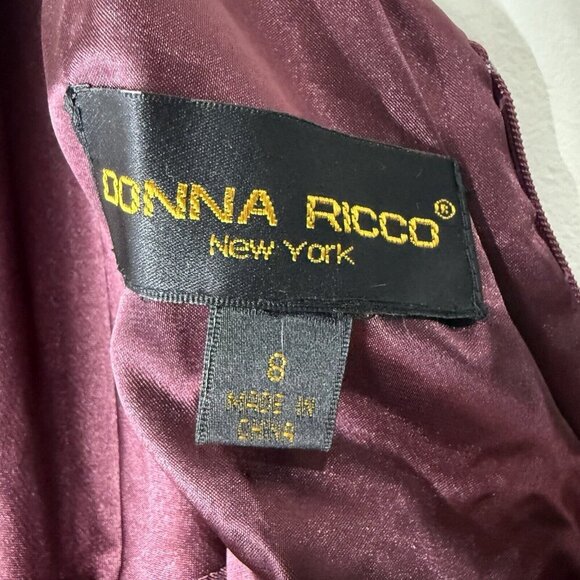 DONNA RICCO®
New York
8
MADE IN
CHINA